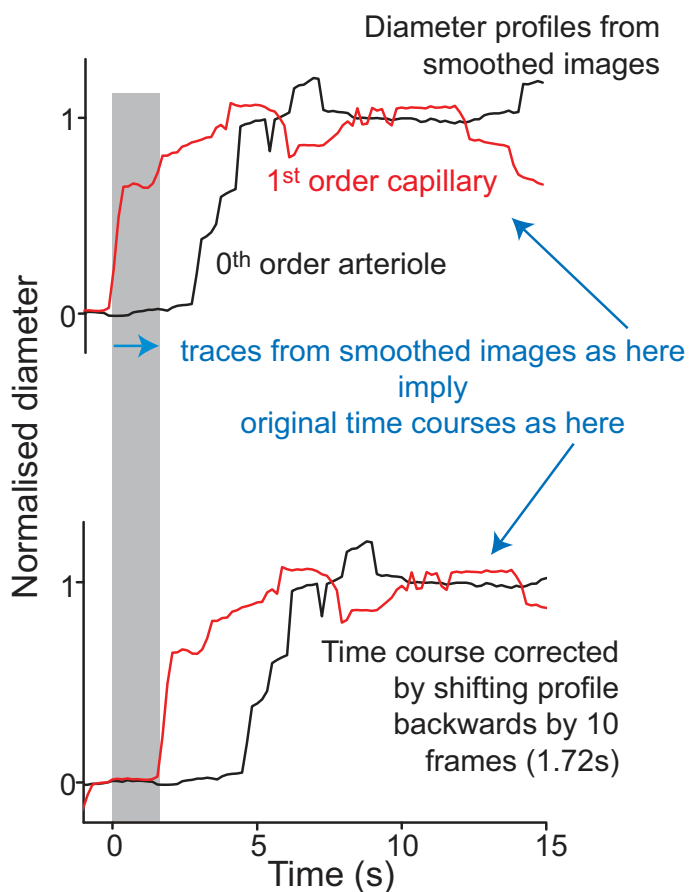 Diameter profiles from
smoothed images
1
1st order capillary
0th order arteriole
0
Normalised diameter
traces from smoothed images as here
imply
original time courses as here
1
Time course corrected
by shifting profile
backwards by 10
frames (1.72s)
0
0 5 10 15
Time (s)